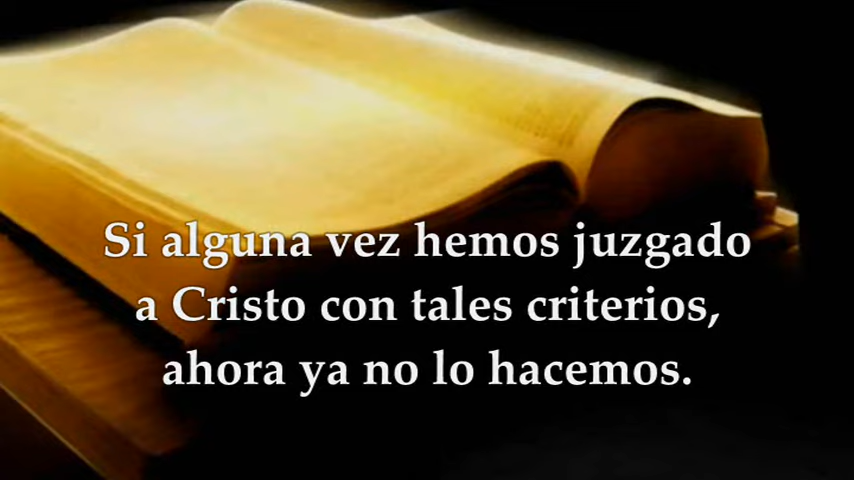 Si alguna vez hemos juzgado
a Cristo con tales criterios,
ahora ya no lo hacemos.